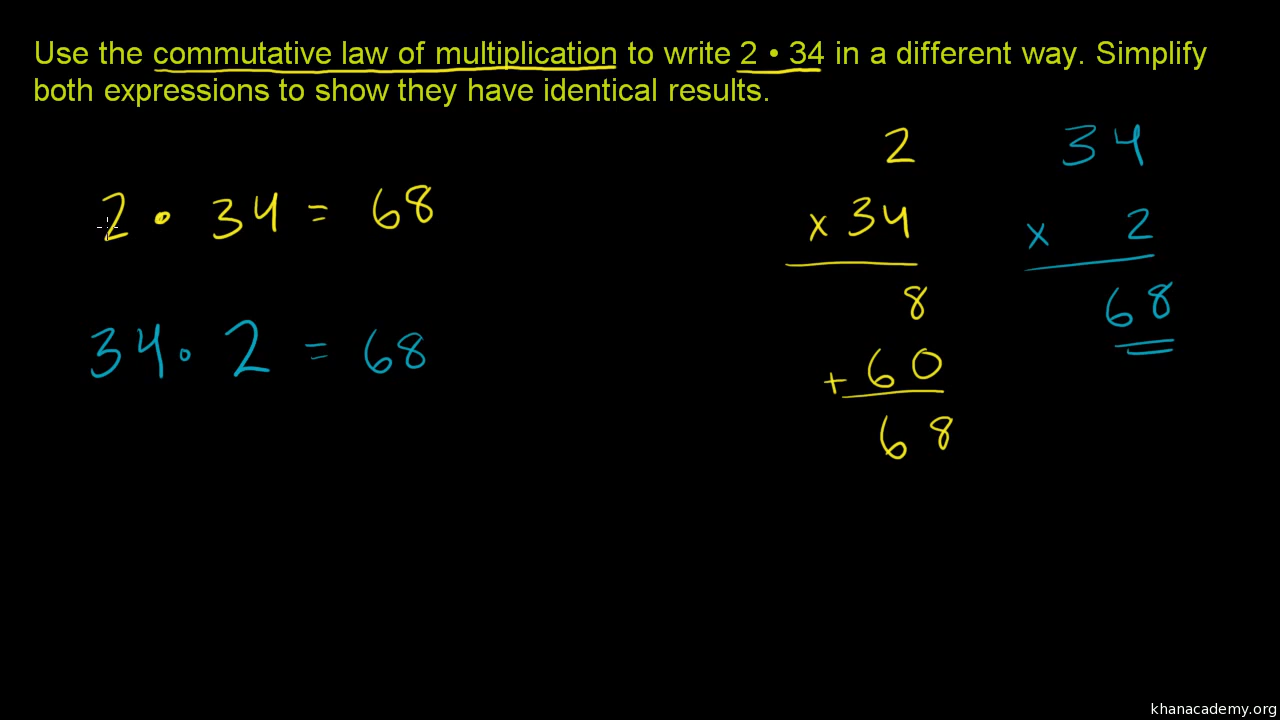 Use the commutative law of multiplication to write 2 • 34 in a different way. Simplify
both expressions to show they have identical results.
2 • 34 = 68
34 • 2 = 68
2
x 34
8
+ 60
68
34
x 2
68
khanacademy.org